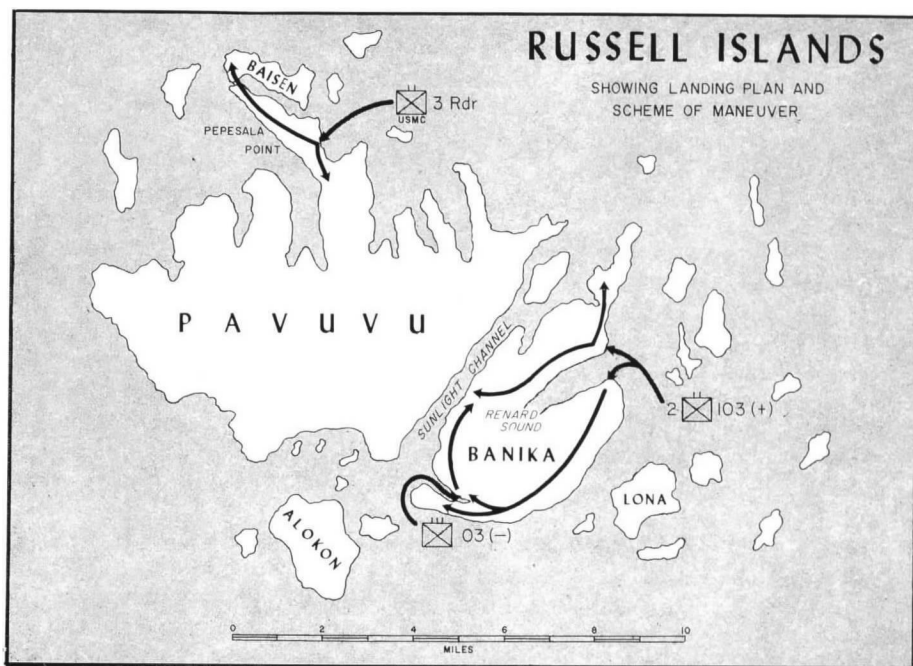 RUSSELL ISLANDS
SHOWING LANDING PLAN AND
SCHEME OF MANEUVER
BAISEN
3 Rdr
USMC
PEPESALA
POINT
PAVUVU
SUNLIGHT CHANNEL
2 103 (+)
RENARD
SOUND
BANIKA
LONA
03 (–)
ALOKON
0 2 4 6 8 10
MILES